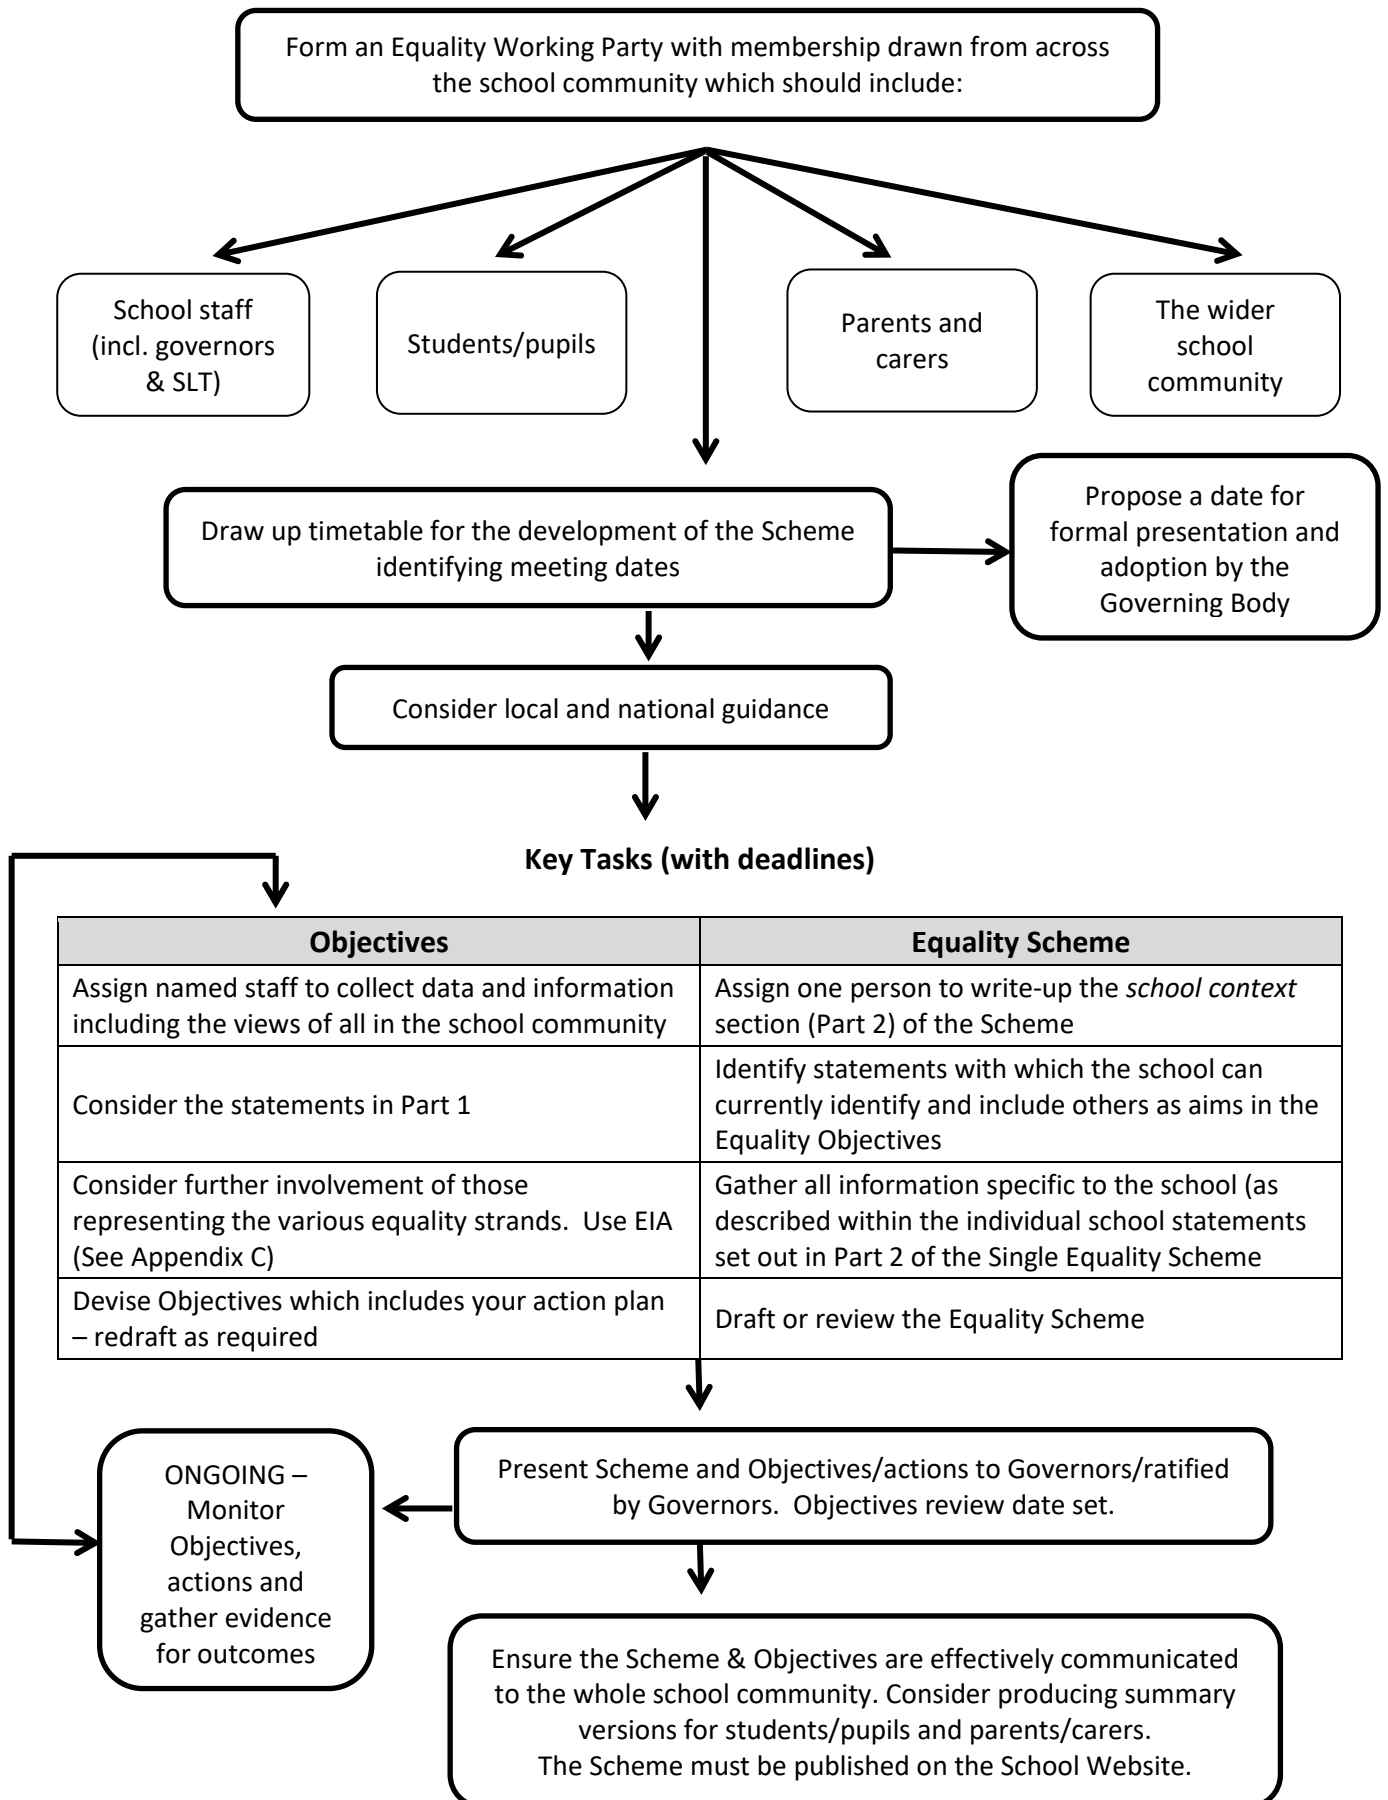 Form an Equality Working Party with membership drawn from across
the school community which should include:
School staff
(incl. governors
& SLT)
Students/pupils
Parents and
carers
The wider
school
community
Draw up timetable for the development of the Scheme
identifying meeting dates
Propose a date for
formal presentation and
adoption by the
Governing Body
Consider local and national guidance
Key Tasks (with deadlines)
Objectives
Equality Scheme
Assign named staff to collect data and information
including the views of all in the school community
Assign one person to write-up the school context
section (Part 2) of the Scheme
Consider the statements in Part 1
Identify statements with which the school can
currently identify and include others as aims in the
Equality Objectives
Consider further involvement of those
representing the various equality strands.  Use EIA
(See Appendix C)
Gather all information specific to the school (as
described within the individual school statements
set out in Part 2 of the Single Equality Scheme
Devise Objectives which includes your action plan
– redraft as required
Draft or review the Equality Scheme
ONGOING –
Monitor
Objectives,
actions and
gather evidence
for outcomes
Present Scheme and Objectives/actions to Governors/ratified
by Governors.  Objectives review date set.
Ensure the Scheme & Objectives are effectively communicated
to the whole school community. Consider producing summary
versions for students/pupils and parents/carers.
The Scheme must be published on the School Website.